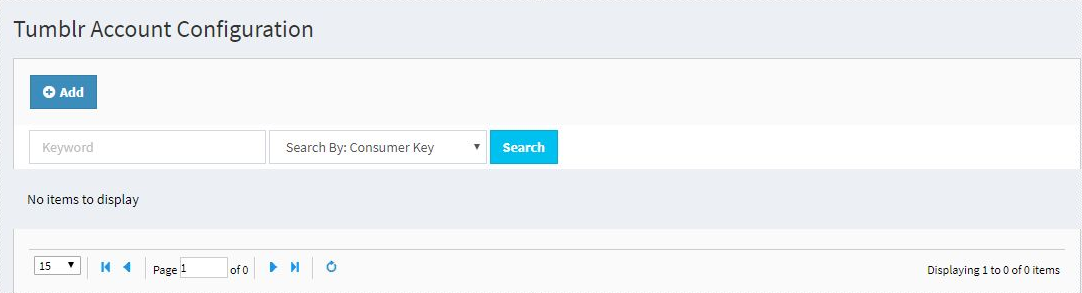 Tumblr Account Configuration
Add
Keyword Search By: Consumer Key Search
No items to display
15 Page 1 of 0 Displaying 1 to 0 of 0 items